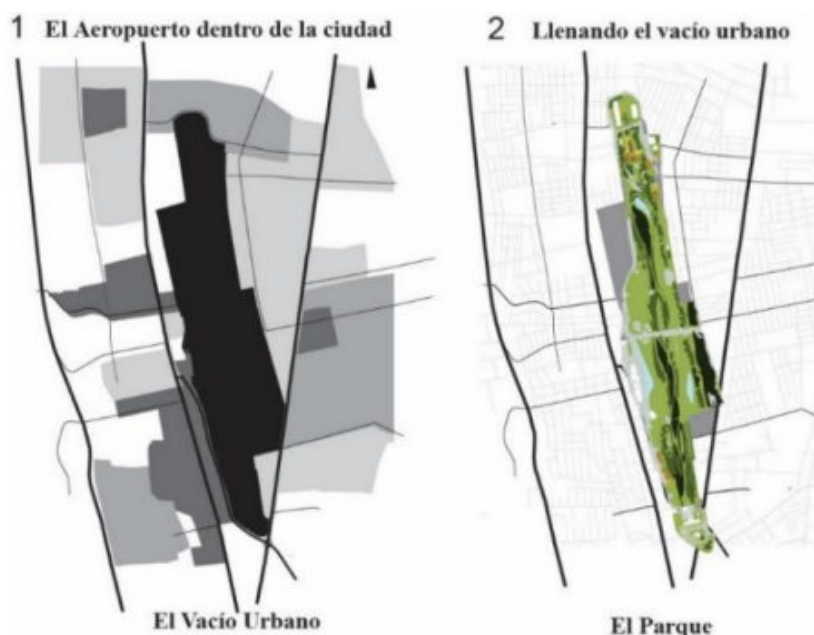 1 El Aeropuerto dentro de la ciudad
2 Llenando el vacío urbano
El Vacío Urbano
El Parque